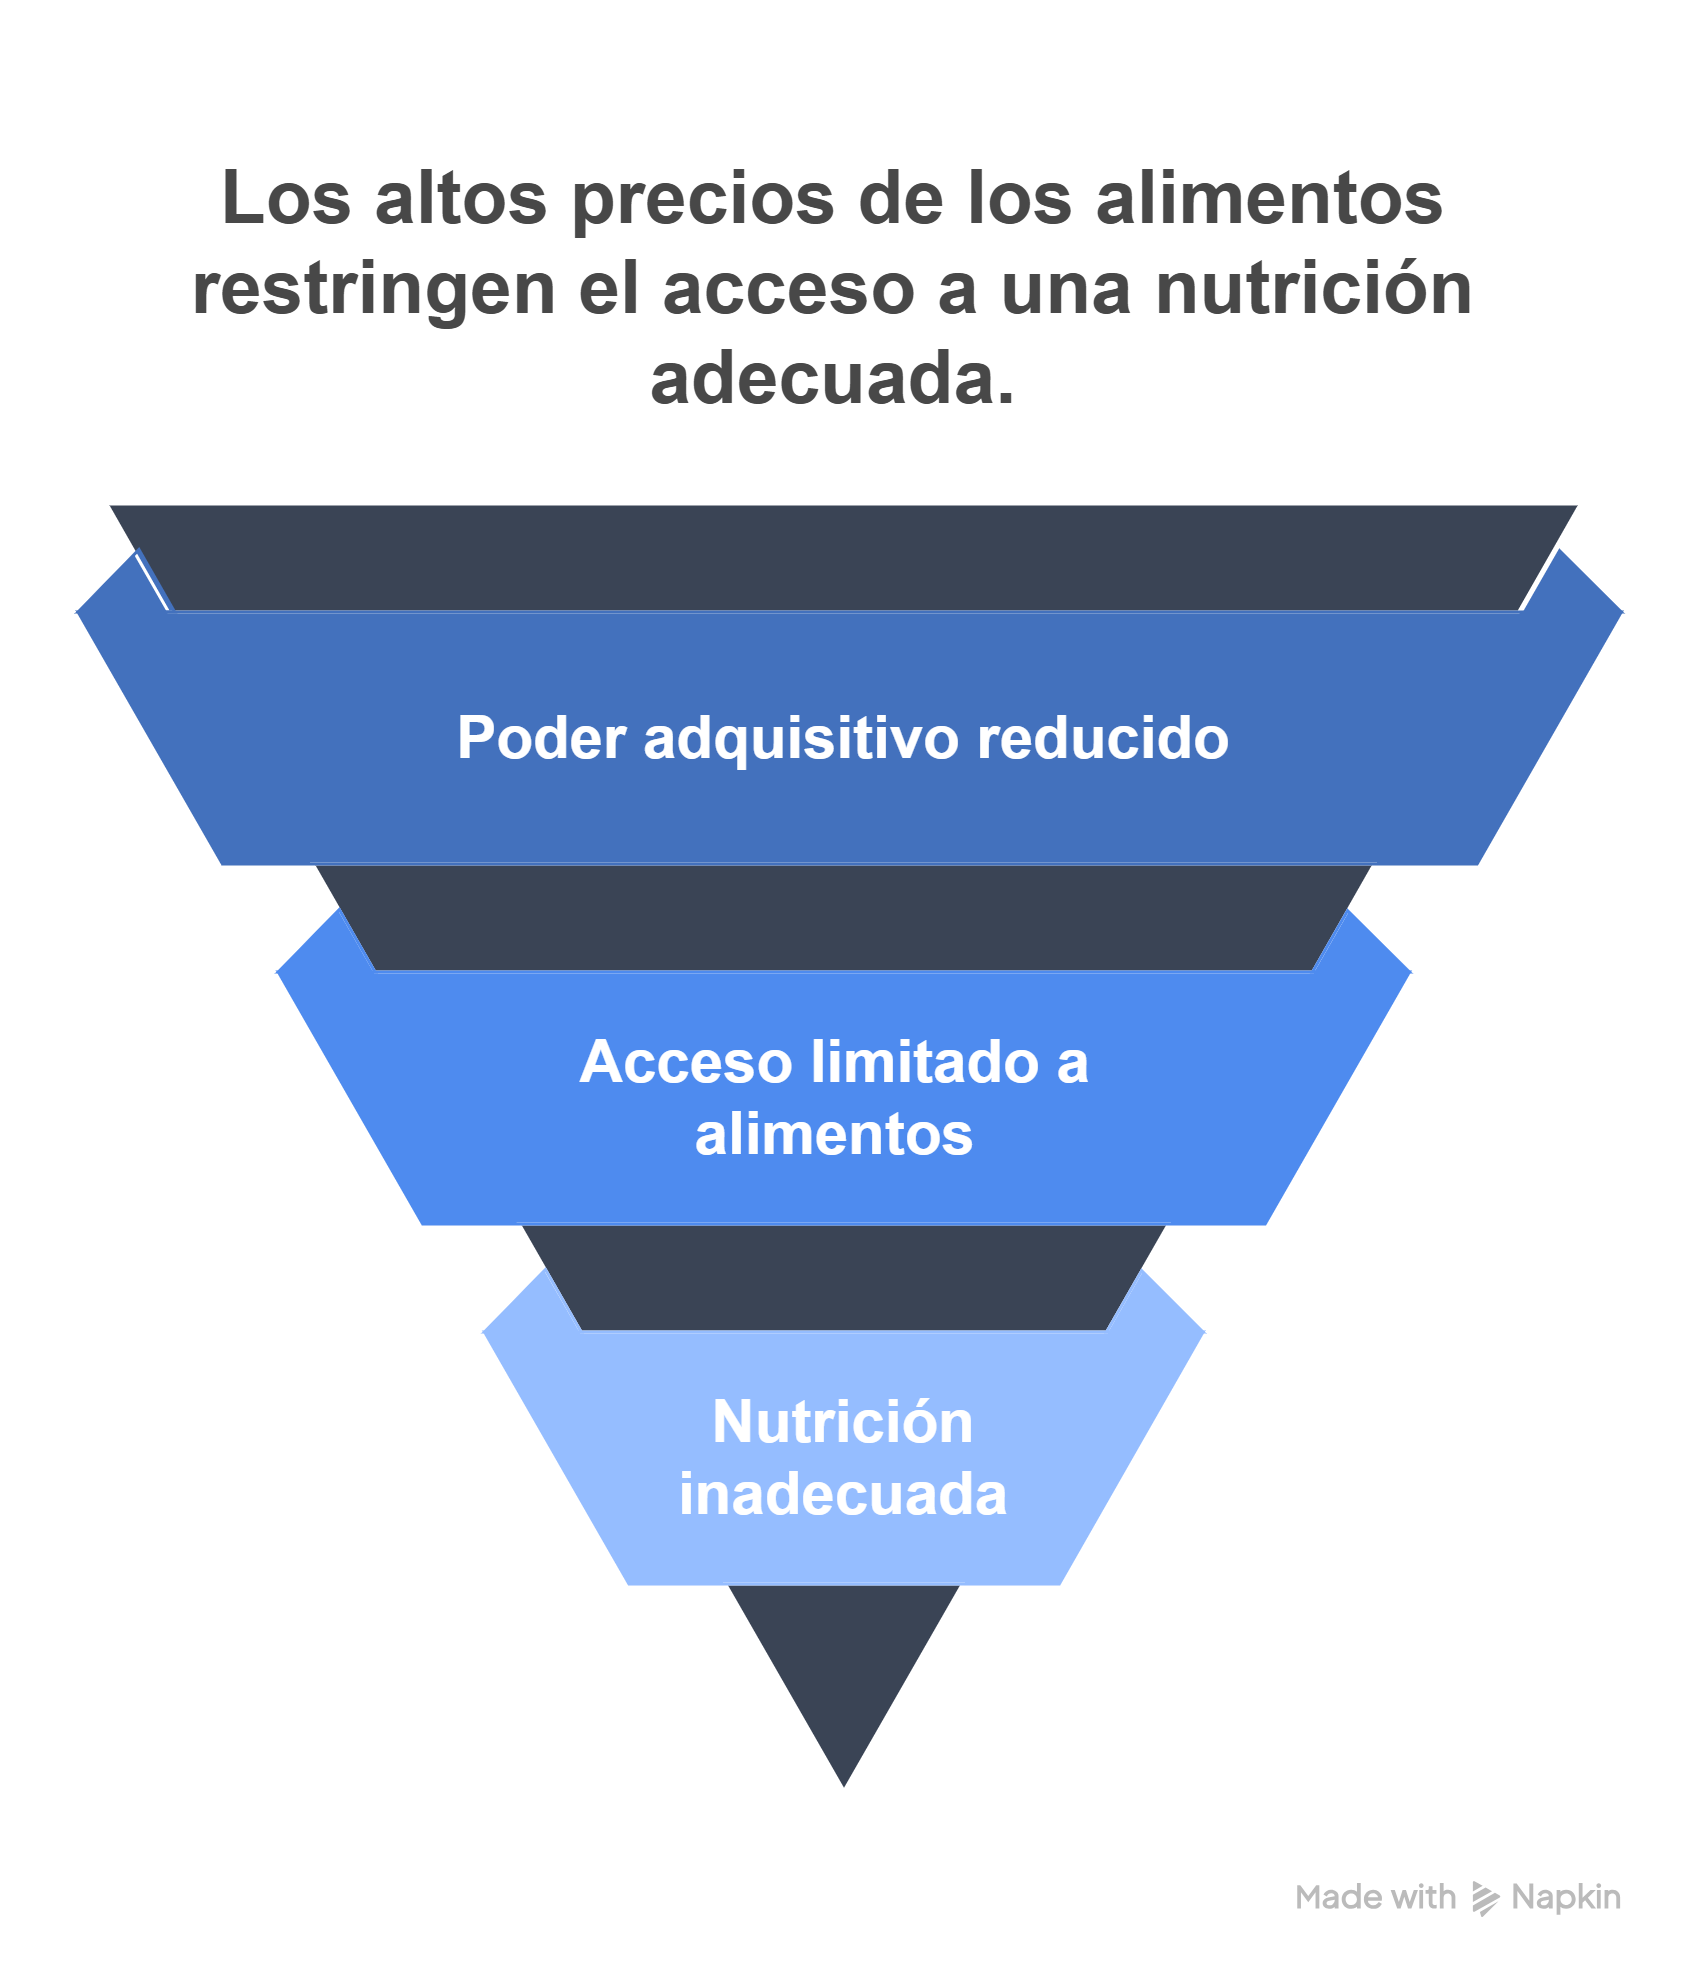 Los altos precios de los alimentos
restringen el acceso a una nutrición
adecuada.
Poder adquisitivo reducido
Acceso limitado a
alimentos
Nutrición
inadecuada
Made with Napkin